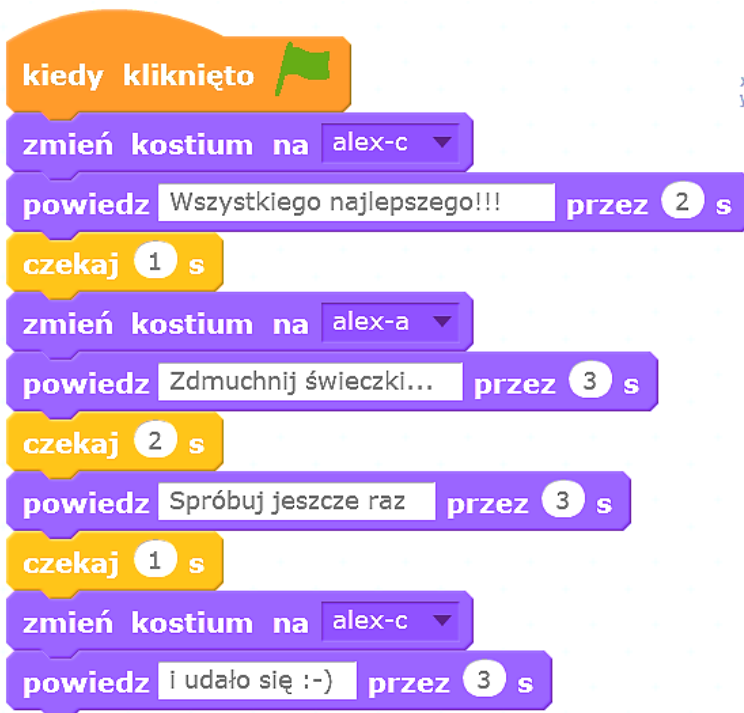 kiedy kliknięto
zmień kostium na alex-c
powiedz Wszystkiego najlepszego!!! przez 2 s
czekaj 1 s
zmień kostium na alex-a
powiedz Zdmuchnij świeczki... przez 3 s
czekaj 2 s
powiedz Spróbuj jeszcze raz przez 3 s
czekaj 1 s
zmień kostium na alex-c
powiedz i udało się :-) przez 3 s